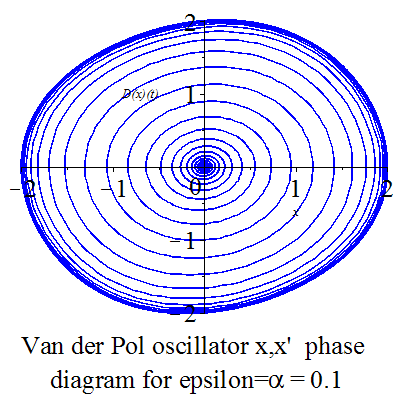 2
D(x)(t)
1
-2
-1
0
1
2
x
-1
-2
Van der Pol oscillator x,x' phase
diagram for epsilon=α = 0.1